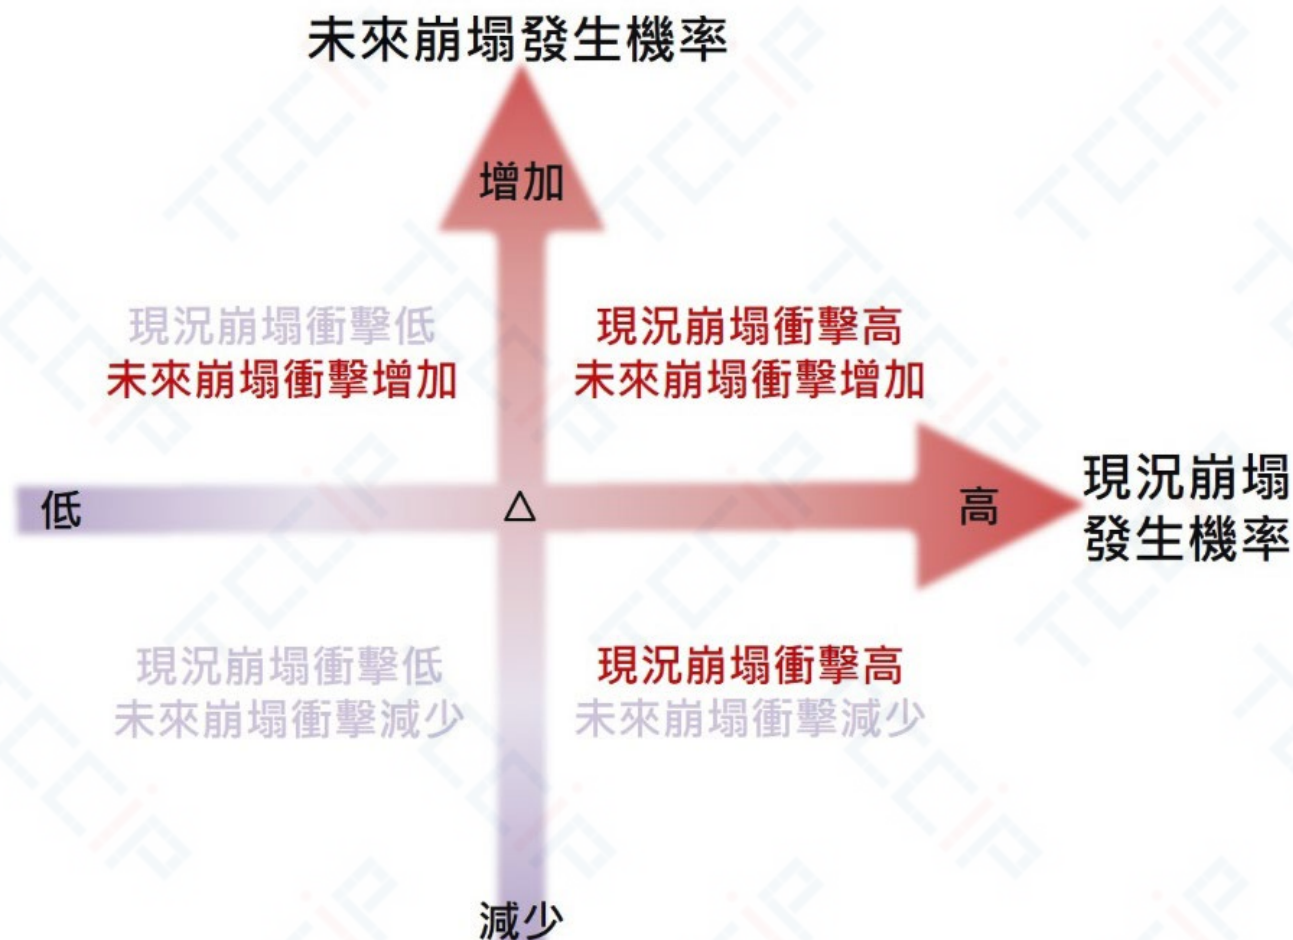 未來崩塌發生機率
增加
現況崩塌衝擊低
未來崩塌衝擊增加
現況崩塌衝擊高
未來崩塌衝擊增加
低
△
高
現況崩塌
發生機率
現況崩塌衝擊低
未來崩塌衝擊減少
現況崩塌衝擊高
未來崩塌衝擊減少
減少
TCCIP